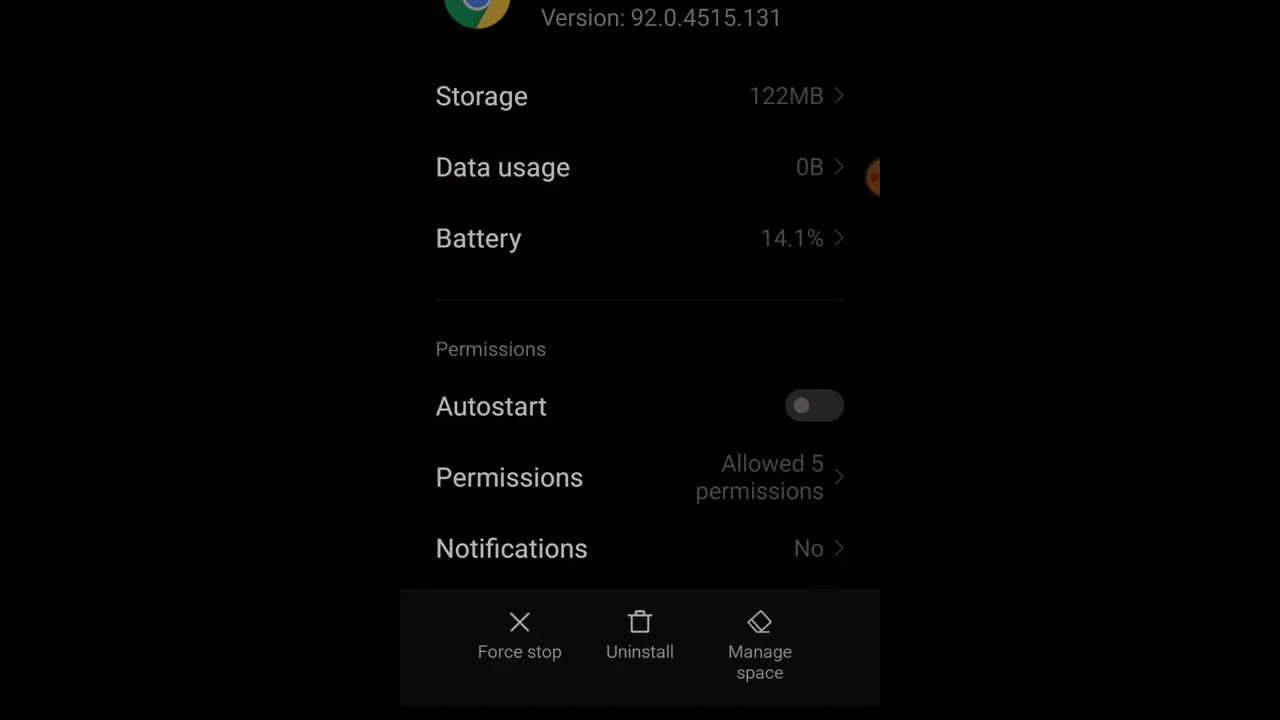 Version: 92.0.4515.131
Storage 122MB
Data usage 0B
Battery 14.1%
Permissions
Autostart
Permissions Allowed 5
permissions
Notifications No
Force stop Uninstall Manage
space